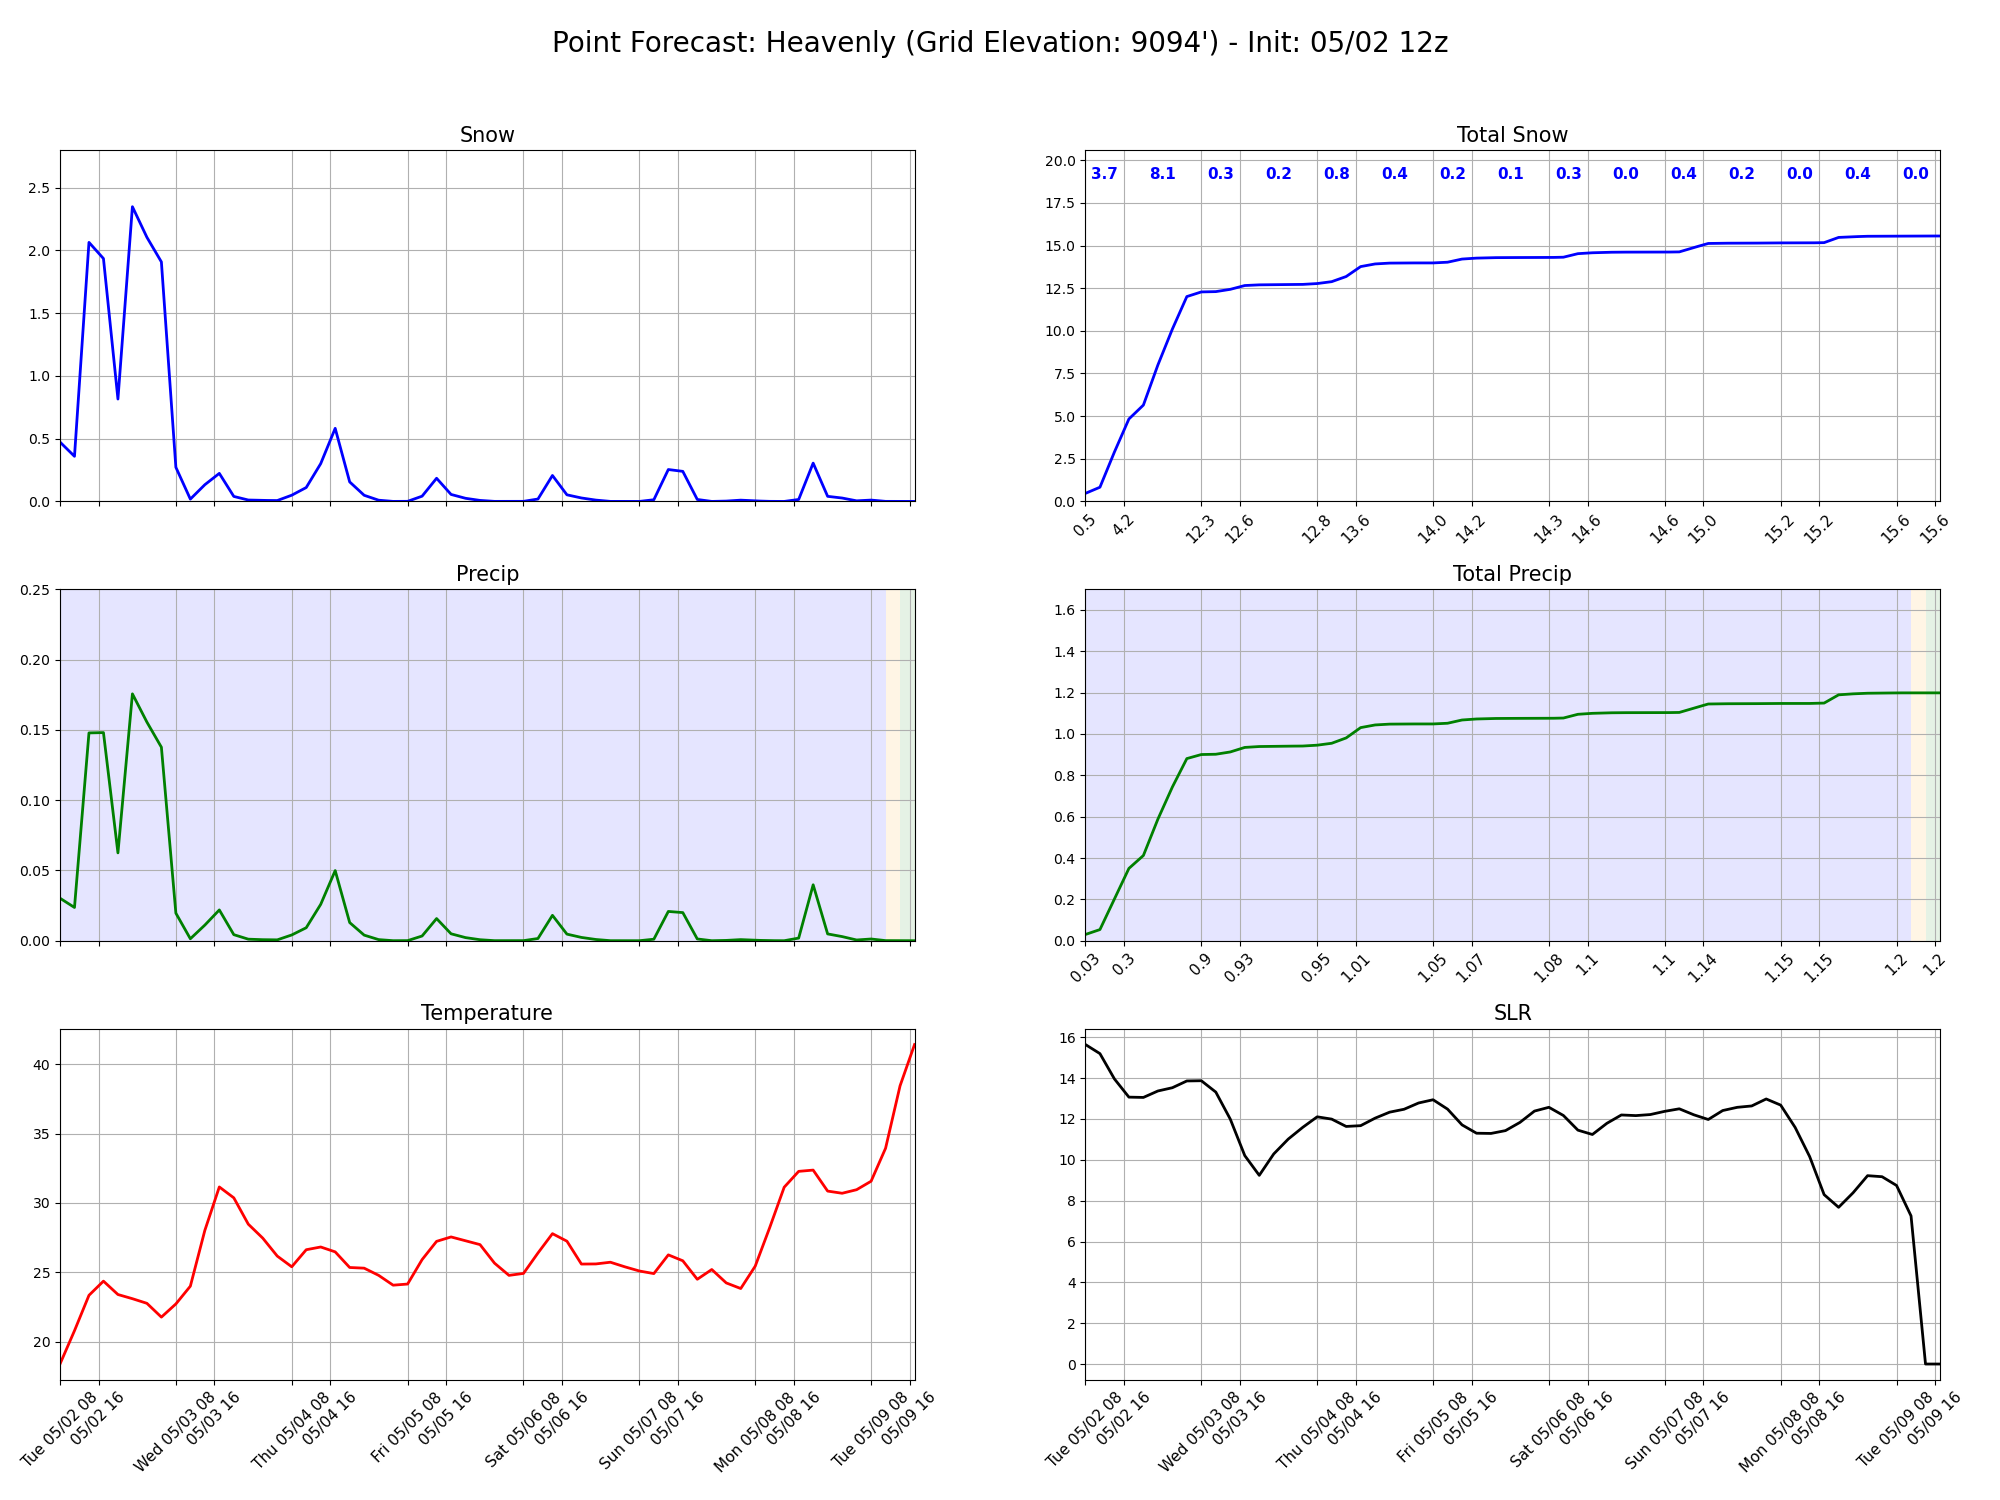 Point Forecast: Heavenly (Grid Elevation: 9094') - Init: 05/02 12z
Snow
2.5
2.0
1.5
1.0
0.5
0.0
Total Snow
20.0
17.5
15.0
12.5
10.0
7.5
5.0
2.5
0.0
3.7 8.1 0.3 0.2 0.8 0.4 0.2 0.1 0.3 0.0 0.4 0.2 0.0 0.4 0.0
0.5 4.2 12.3 12.6 12.8 13.6 14.0 14.2 14.3 14.6 14.6 15.0 15.2 15.2 15.6 15.6
Precip
0.25
0.20
0.15
0.10
0.05
0.00
Total Precip
1.6
1.4
1.2
1.0
0.8
0.6
0.4
0.2
0.0
0.03 0.3 0.9 0.93 0.95 1.01 1.05 1.07 1.08 1.1 1.1 1.14 1.15 1.15 1.2 1.2
Temperature
40
35
30
25
20
Tue 05/02 08
05/02 16
Wed 05/03 08
05/03 16
Thu 05/04 08
05/04 16
Fri 05/05 08
05/05 16
Sat 05/06 08
05/06 16
Sun 05/07 08
05/07 16
Mon 05/08 08
05/08 16
Tue 05/09 08
05/09 16
SLR
16
14
12
10
8
6
4
2
0
Tue 05/02 08
05/02 16
Wed 05/03 08
05/03 16
Thu 05/04 08
05/04 16
Fri 05/05 08
05/05 16
Sat 05/06 08
05/06 16
Sun 05/07 08
05/07 16
Mon 05/08 08
05/08 16
Tue 05/09 08
05/09 16